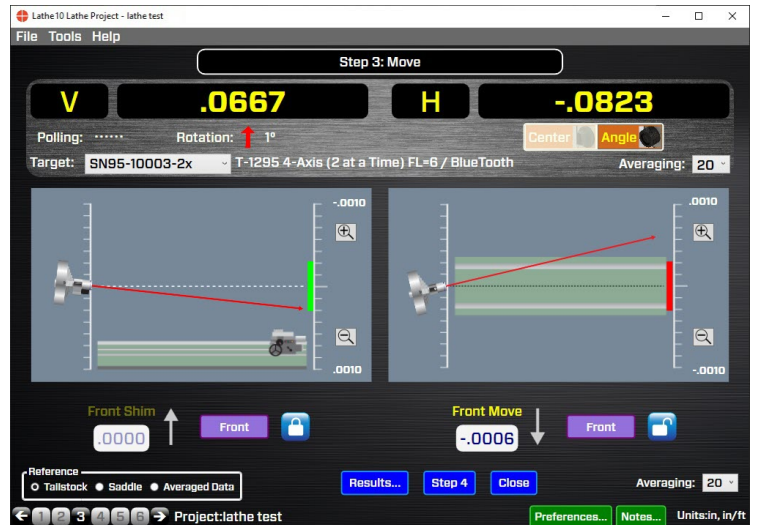 Lathe10 Lathe Project - lathe test
File Tools Help
Step 3: Move
V .0667 H -.0823
Polling: ...... Rotation: 1° Center Angle
Target: SN95-10003-2x T-1295 4-Axis (2 at a Time) FL=6 / BlueTooth Averaging: 20
-.0010 .0010
.0010 -.0010
Front Shim Front Move
.0000 Front -.0006 Front
Reference
Tailstock Saddle Averaged Data Results... Step 4 Close Averaging: 20
1 2 3 4 5 6 Project:lathe test Preferences... Notes... Units:in, in/ft